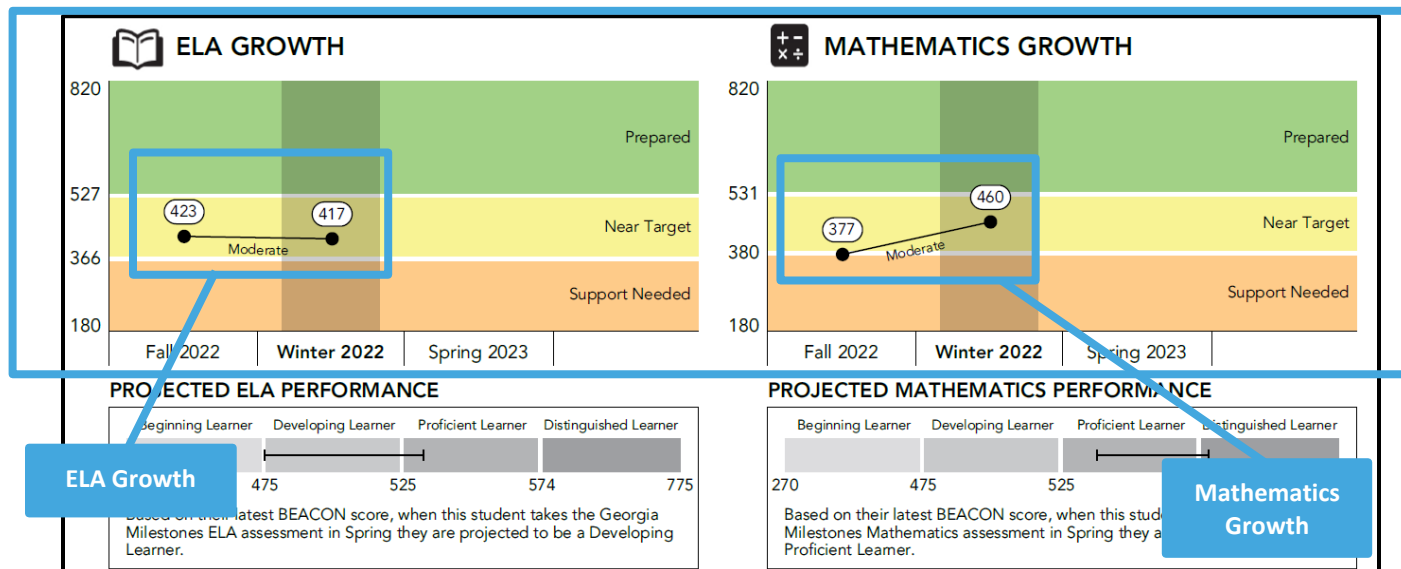 ELA GROWTH
820
527
366
180
Prepared
Near Target
Support Needed
423
417
Moderate
Fall 2022
Winter 2022
Spring 2023
MATHEMATICS GROWTH
820
531
380
180
Prepared
Near Target
Support Needed
377
460
Moderate
Fall 2022
Winter 2022
Spring 2023
PROJECTED ELA PERFORMANCE
Beginning Learner Developing Learner Proficient Learner Distinguished Learner
475 525 574 775
Based on their latest BEACON score, when this student takes the Georgia
Milestones ELA assessment in Spring they are projected to be a Developing
Learner.
ELA Growth
PROJECTED MATHEMATICS PERFORMANCE
Beginning Learner Developing Learner Proficient Learner Distinguished Learner
270 475 525
Based on their latest BEACON score, when this
Milestones Mathematics assessment in Spring they
Proficient Learner.
Mathematics
Growth